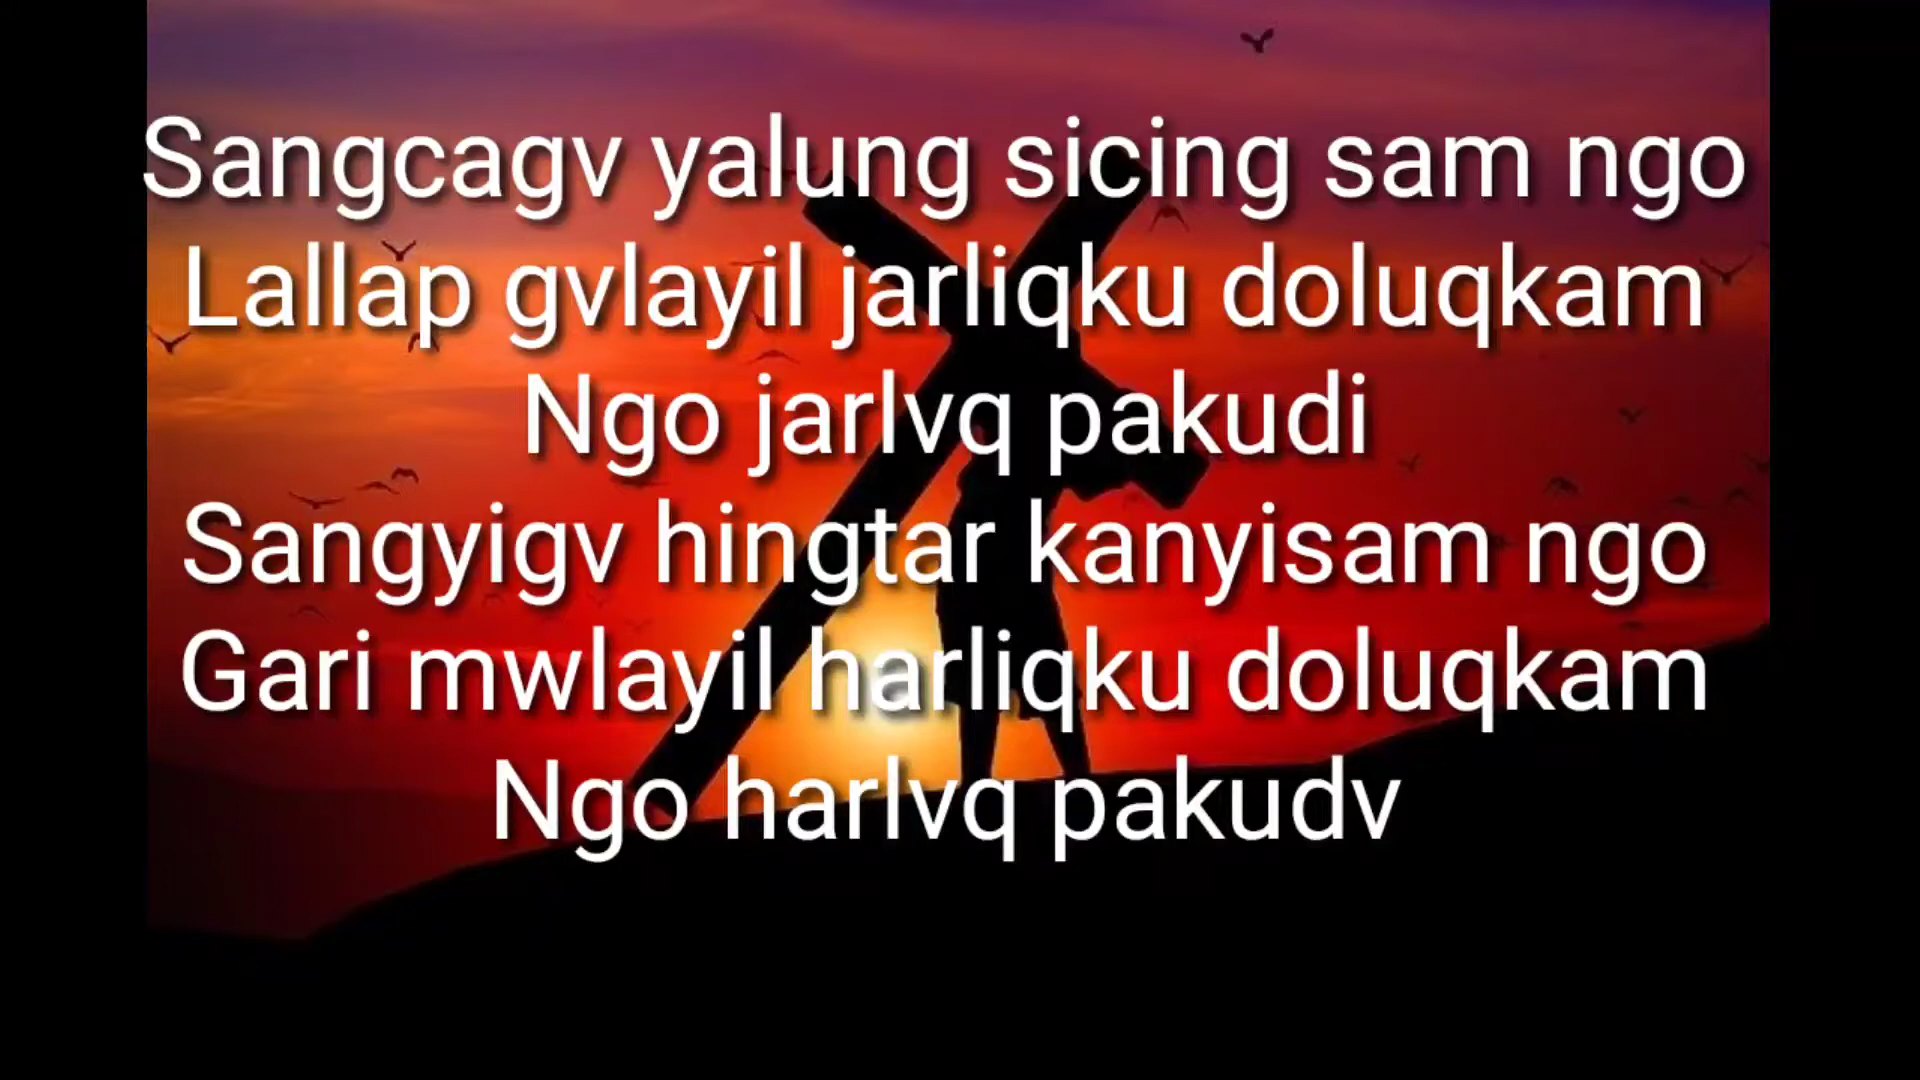 Sangcagv yalung sicing sam ngo
Lallap gvlayil jarliqku doluqkam
Ngo jarlvq pakudi
Sangyigv hingtar kanyisam ngo
Gari mwlayil harliqku doluqkam
Ngo harlvq pakudv